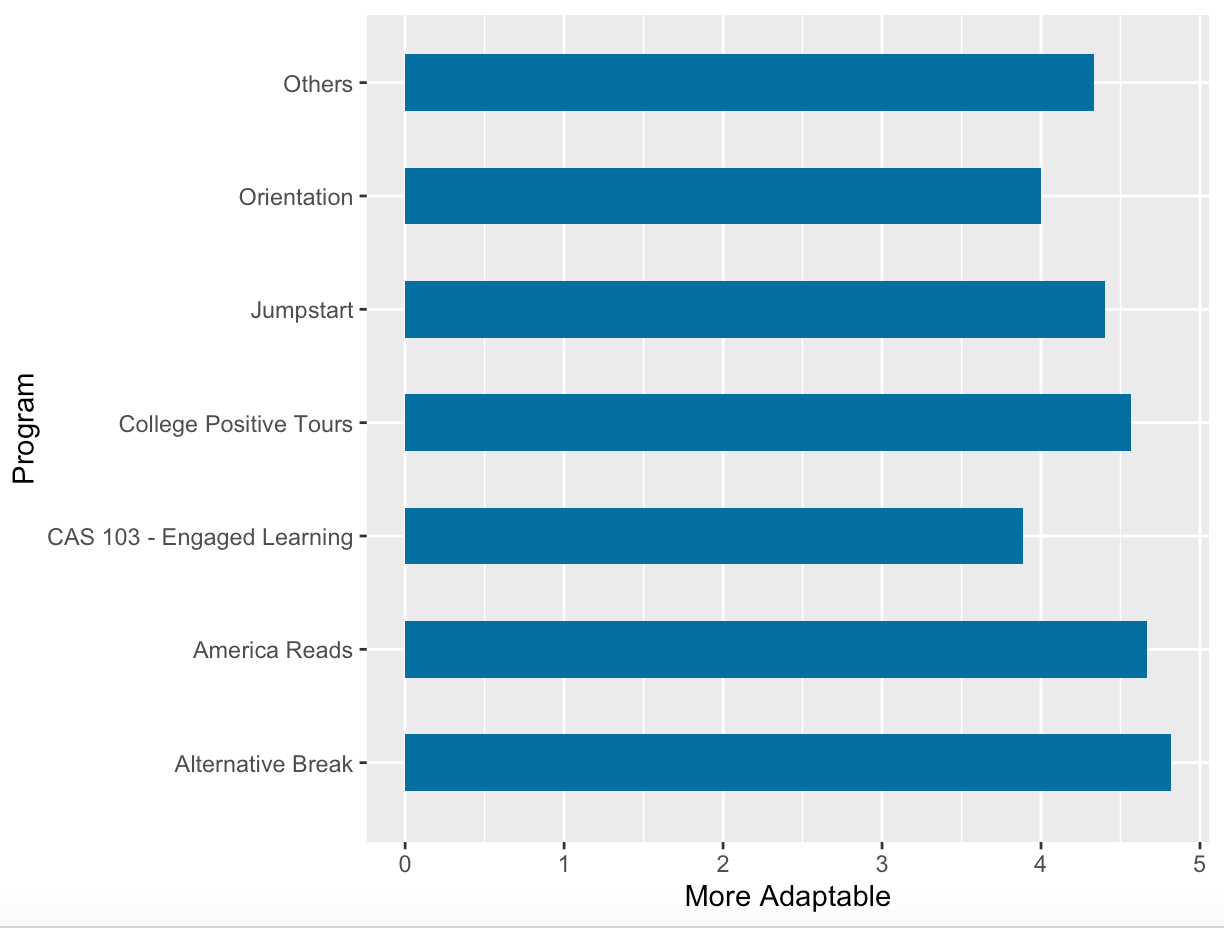 Others
Orientation
Jumpstart
College Positive Tours
CAS 103 - Engaged Learning
America Reads
Alternative Break
Program
0 1 2 3 4 5
More Adaptable